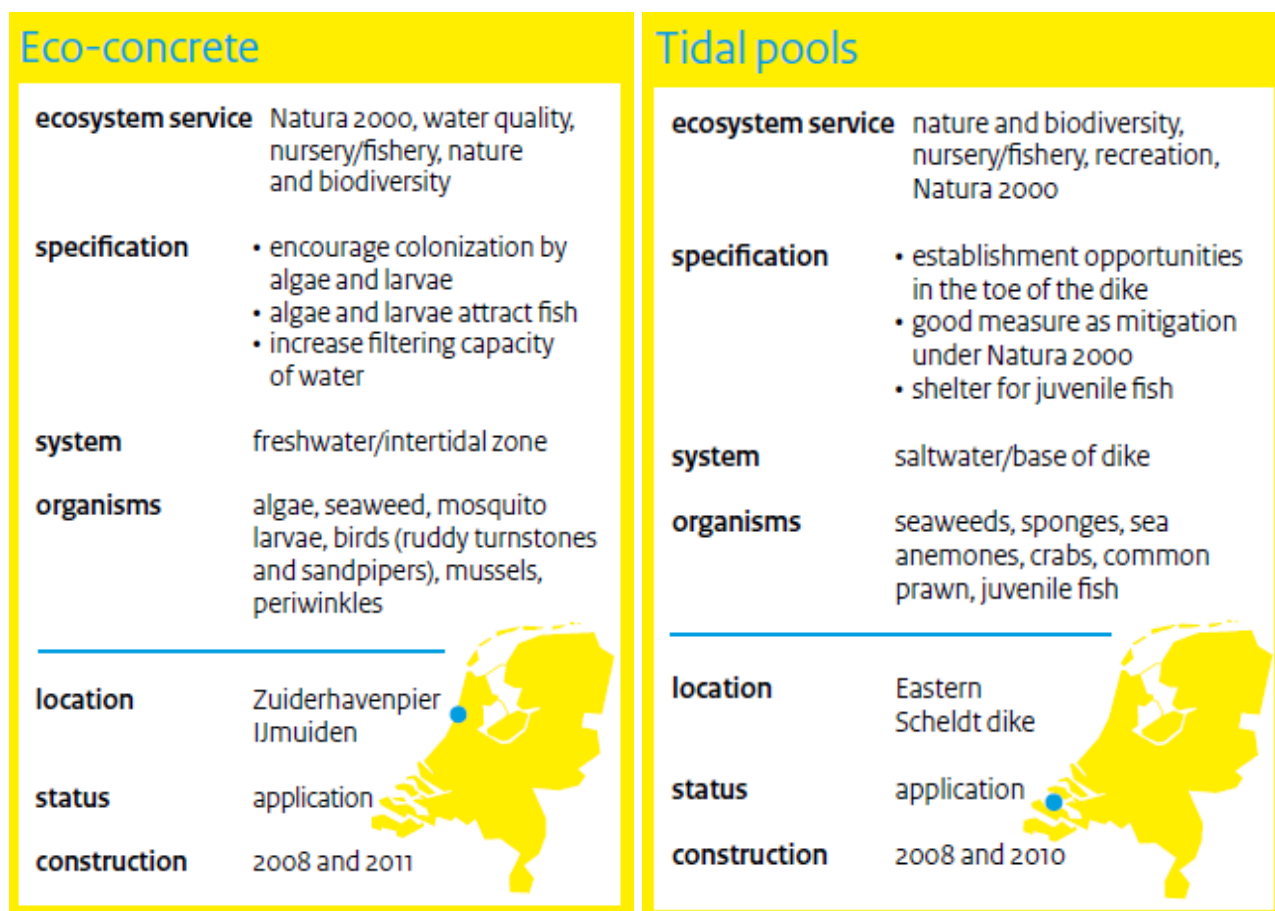 Eco-concrete
ecosystem service Natura 2000, water quality,
nursery/fishery, nature
and biodiversity
specification • encourage colonization by
algae and larvae
• algae and larvae attract fish
• increase filtering capacity
of water
system freshwater/intertidal zone
organisms algae, seaweed, mosquito
larvae, birds (ruddy turnstones
and sandpipers), mussels,
periwinkles
location Zuiderhavenpier
IJmuiden
status application
construction 2008 and 2011
Tidal pools
ecosystem service nature and biodiversity,
nursery/fishery, recreation,
Natura 2000
specification • establishment opportunities
in the toe of the dike
• good measure as mitigation
under Natura 2000
• shelter for juvenile fish
system saltwater/base of dike
organisms seaweeds, sponges, sea
anemones, crabs, common
prawn, juvenile fish
location Eastern
Scheldt dike
status application
construction 2008 and 2010